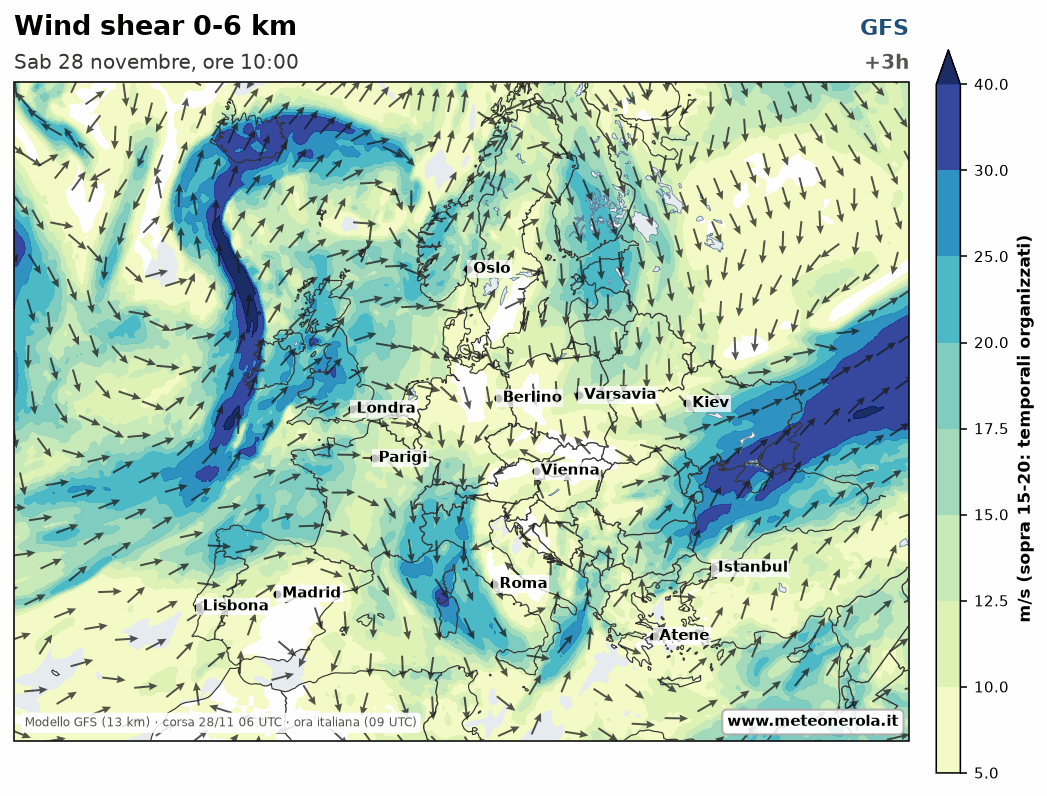 Wind shear 0-6 km
GFS
Sab 28 novembre, ore 10:00
+3h
Oslo
Berlino
Varsavia
Kiev
Londra
Parigi
Vienna
Istanbul
Roma
Madrid
Lisbona
Atene
Modello GFS (13 km) · corsa 28/11 06 UTC · ora italiana (09 UTC)
www.meteonerola.it
40.0
30.0
25.0
20.0
17.5
15.0
12.5
10.0
5.0
m/s (sopra 15-20: temporali organizzati)